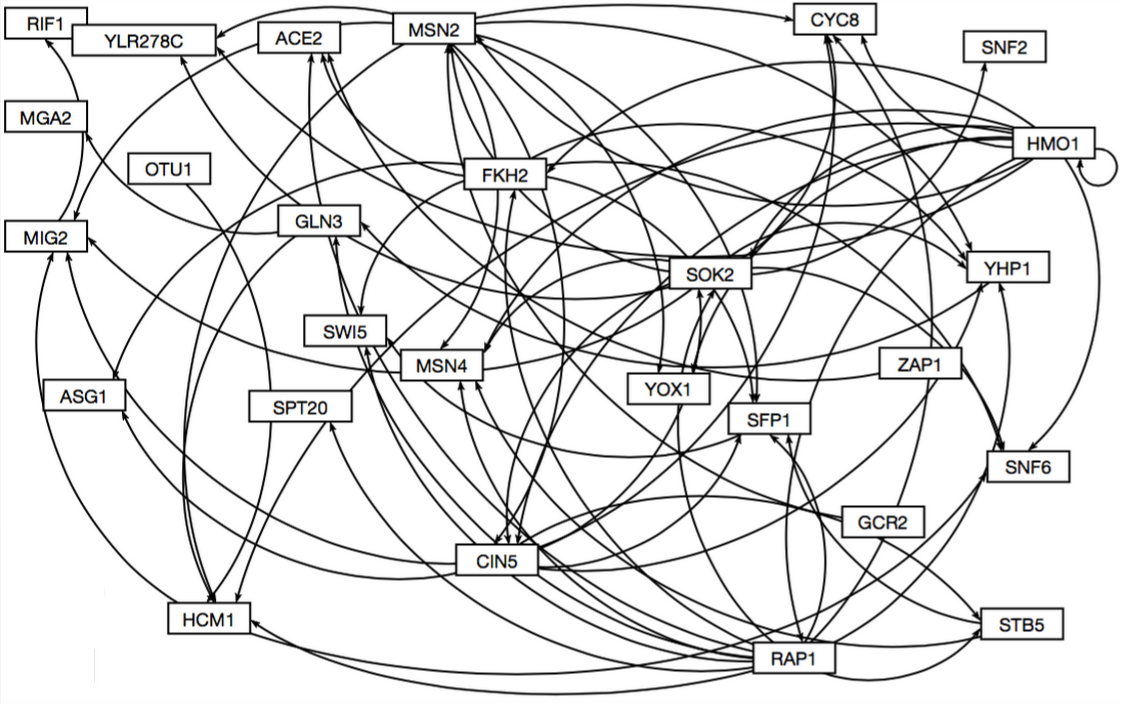 RIF1
YLR278C
ACE2
MSN2
CYC8
SNF2
MGA2
HMO1
OTU1
FKH2
GLN3
MIG2
SOK2
YHP1
SWI5
MSN4
ZAP1
YOX1
ASG1
SPT20
SFP1
SNF6
GCR2
CIN5
HCM1
STB5
RAP1